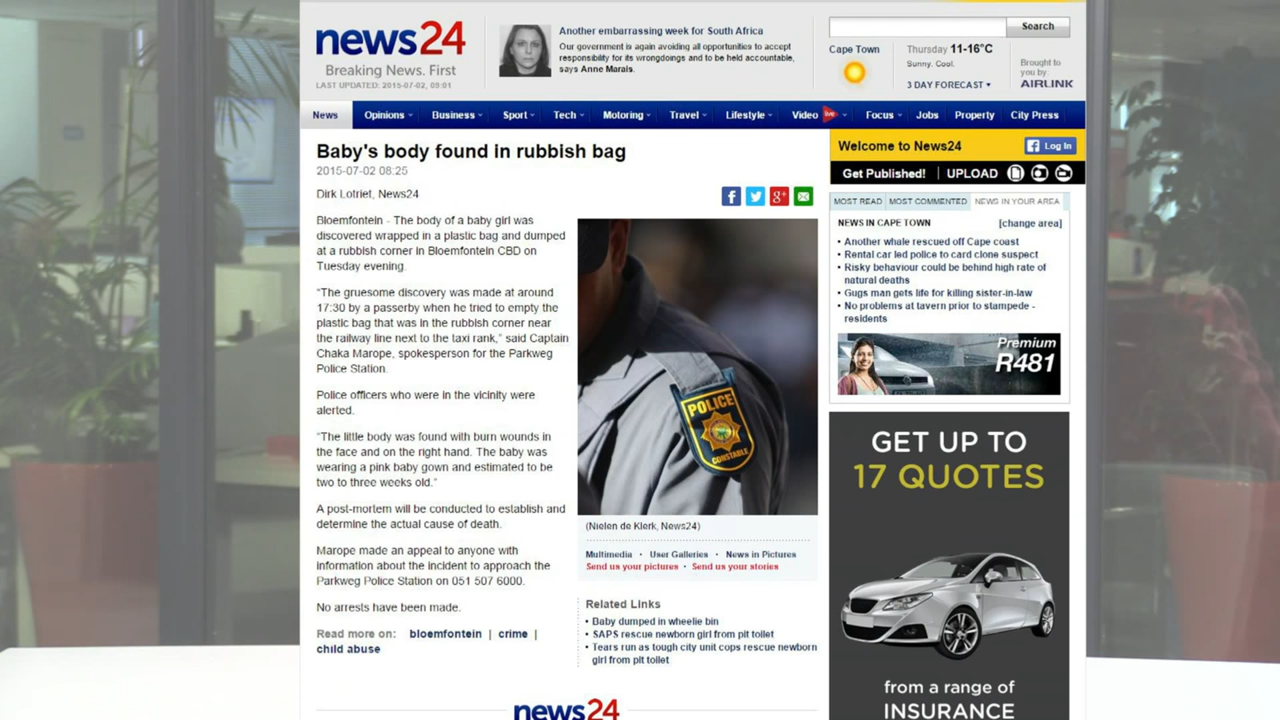 news24
Breaking News. First
LAST UPDATED: 2015-07-02, 09:01
Another embarrassing week for South Africa
Our government is again avoiding all opportunities to accept
responsibility for its wrongdoings and to be held accountable,
says Anne Marais.
Search
Cape Town
Thursday 11-16°C
Sunny. Cool.
3 DAY FORECAST
Brought to
you by
AIRLINK
News Opinions Business Sport Tech Motoring Travel Lifestyle Video live Focus Jobs Property City Press
Baby's body found in rubbish bag
2015-07-02 08:25
Dirk Lotriet, News24
Bloemfontein - The body of a baby girl was
discovered wrapped in a plastic bag and dumped
at a rubbish corner in Bloemfontein CBD on
Tuesday evening.
“The gruesome discovery was made at around
17:30 by a passerby when he tried to empty the
plastic bag that was in the rubbish corner near
the railway line next to the taxi rank,” said Captain
Chaka Marope, spokesperson for the Parkweg
Police Station.
Police officers who were in the vicinity were
alerted.
“The little body was found with burn wounds in
the face and on the right hand. The baby was
wearing a pink baby gown and estimated to be
two to three weeks old.”
A post-mortem will be conducted to establish and
determine the actual cause of death.
Marope made an appeal to anyone with
information about the incident to approach the
Parkweg Police Station on 051 507 6000.
No arrests have been made.
Read more on: bloemfontein | crime |
child abuse
POLICE
CONSTABLE
(Nielen de Klerk, News24)
Multimedia · User Galleries · News in Pictures
Send us your pictures · Send us your stories
Related Links
• Baby dumped in wheelie bin
• SAPS rescue newborn girl from pit toilet
• Tears run as tough city unit cops rescue newborn
girl from pit toilet
Welcome to News24
f Log In
Get Published! | UPLOAD
MOST READ MOST COMMENTED NEWS IN YOUR AREA
NEWS IN CAPE TOWN [change area]
• Another whale rescued off Cape coast
• Rental car led police to card clone suspect
• Risky behaviour could be behind high rate of
natural deaths
• Gugs man gets life for killing sister-in-law
• No problems at tavern prior to stampede -
residents
Premium
R481
GET UP TO
17 QUOTES
from a range of
INSURANCE
news24